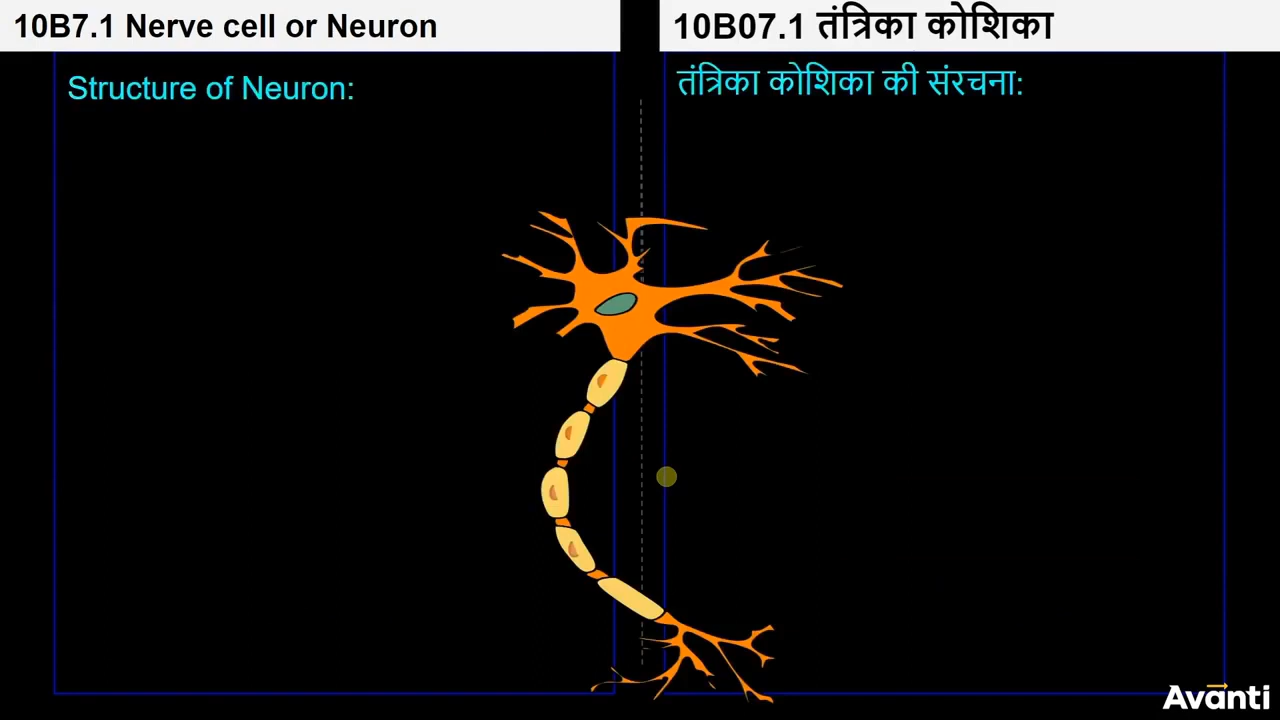 10B7.1 Nerve cell or Neuron
10B07.1 तंत्रिका कोशिका
Structure of Neuron:
तंत्रिका कोशिका की संरचना:
Avanti